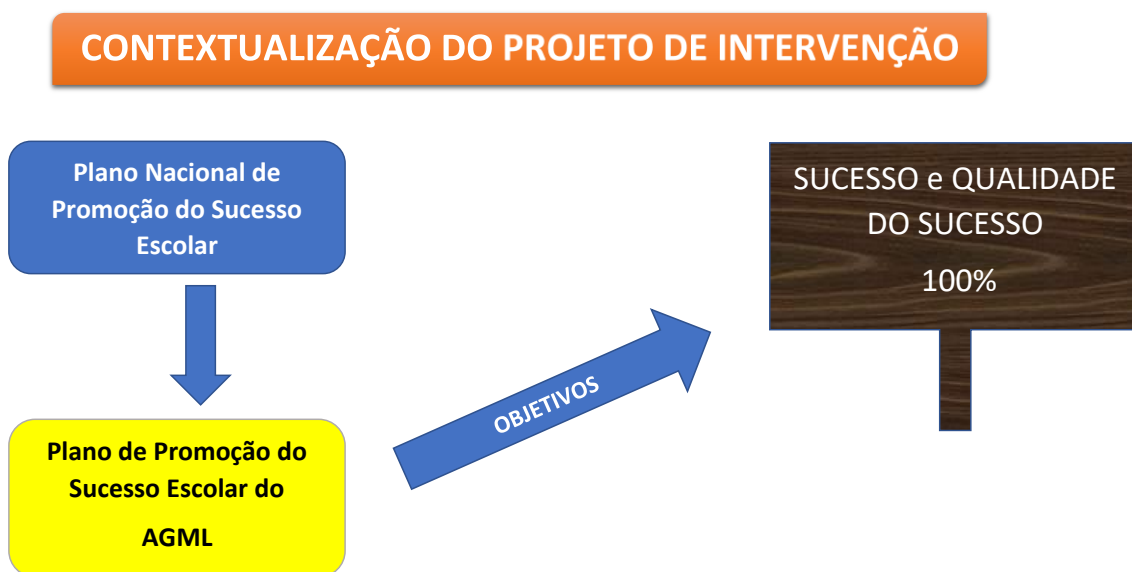 CONTEXTUALIZAÇÃO DO PROJETO DE INTERVENÇÃO
Plano Nacional de
Promoção do Sucesso
Escolar
SUCESSO e QUALIDADE
DO SUCESSO
100%
OBJETIVOS
Plano de Promoção do
Sucesso Escolar do
AGML